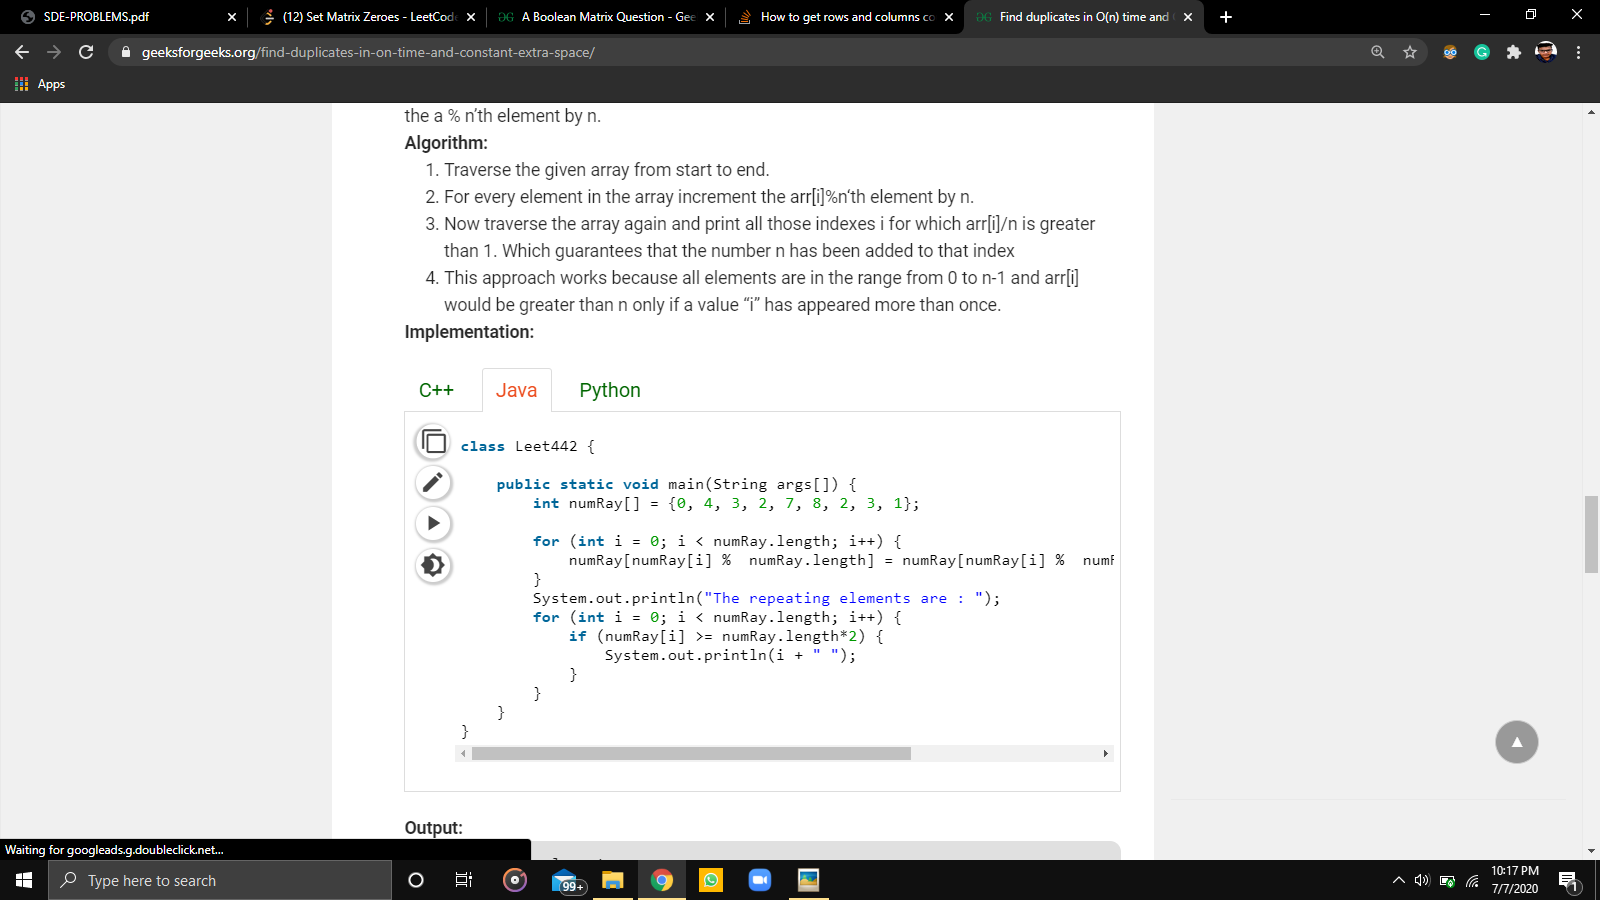 SDE-PROBLEMS.pdf
(12) Set Matrix Zeroes - LeetCode
A Boolean Matrix Question - Gee
How to get rows and columns co
Find duplicates in O(n) time and
geeksforgeeks.org/find-duplicates-in-on-time-and-constant-extra-space/
Apps
the a % n’th element by n.
Algorithm:
1. Traverse the given array from start to end.
2. For every element in the array increment the arr[i]%n‘th element by n.
3. Now traverse the array again and print all those indexes i for which arr[i]/n is greater
than 1. Which guarantees that the number n has been added to that index
4. This approach works because all elements are in the range from 0 to n-1 and arr[i]
would be greater than n only if a value “i” has appeared more than once.
Implementation:
C++ Java Python
class Leet442 {
public static void main(String args[]) {
int numRay[] = {0, 4, 3, 2, 7, 8, 2, 3, 1};
for (int i = 0; i < numRay.length; i++) {
numRay[numRay[i] % numRay.length] = numRay[numRay[i] % num
}
System.out.println("The repeating elements are : ");
for (int i = 0; i < numRay.length; i++) {
if (numRay[i] >= numRay.length*2) {
System.out.println(i + " ");
}
}
}
}
Output:
Waiting for googleads.g.doubleclick.net...
Type here to search
99+
10:17 PM
7/7/2020
1